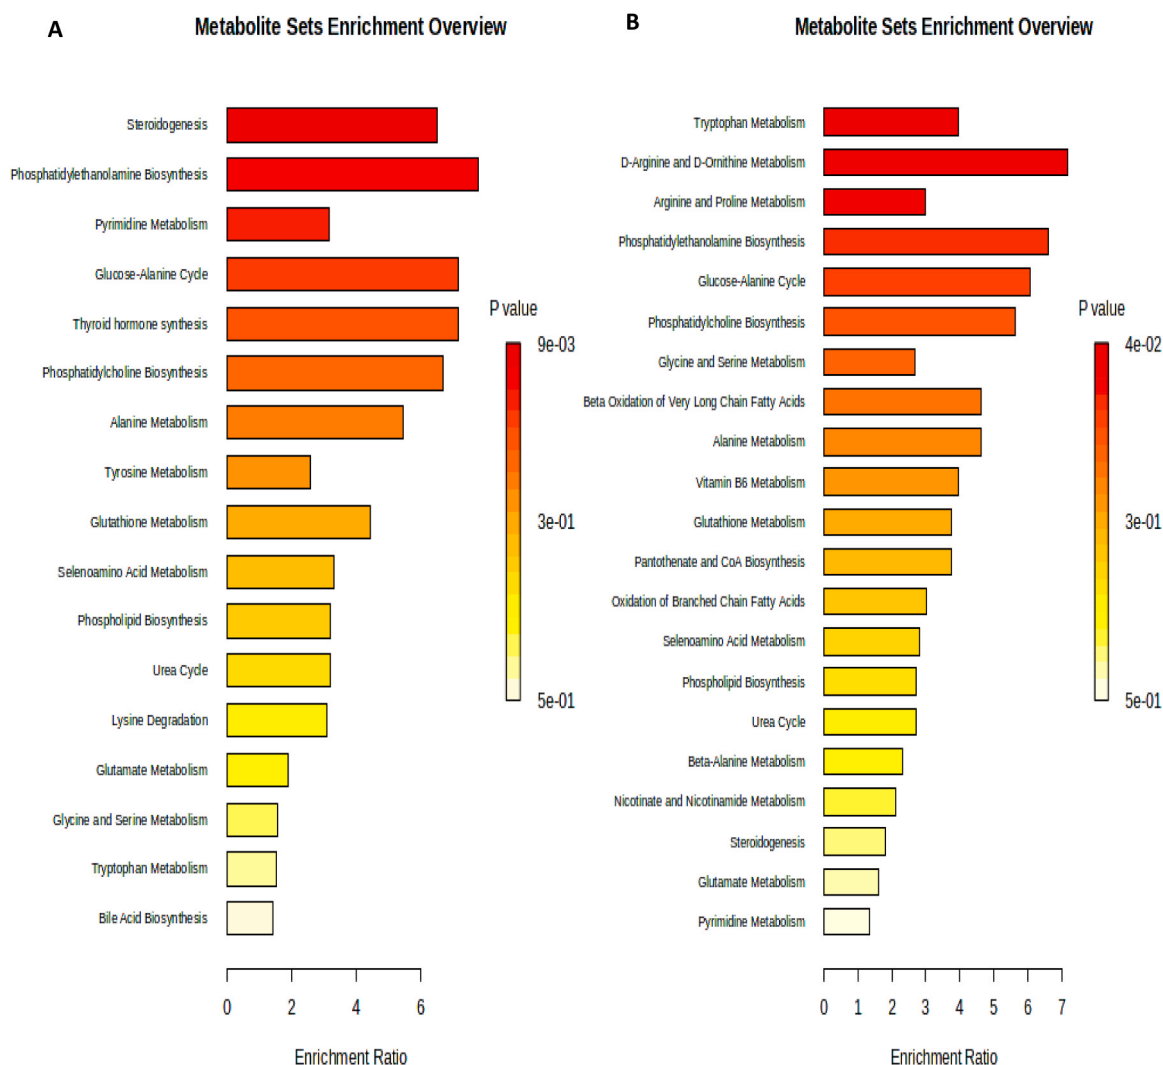 A
Metabolite Sets Enrichment Overview
Steroidogenesis
Phosphatidylethanolamine Biosynthesis
Pyrimidine Metabolism
Glucose-Alanine Cycle
Thyroid hormone synthesis
Phosphatidylcholine Biosynthesis
Alanine Metabolism
Tyrosine Metabolism
Glutathione Metabolism
Selenoamino Acid Metabolism
Phospholipid Biosynthesis
Urea Cycle
Lysine Degradation
Glutamate Metabolism
Glycine and Serine Metabolism
Tryptophan Metabolism
Bile Acid Biosynthesis
P value
9e-03
3e-01
5e-01
0 2 4 6
Enrichment Ratio
B
Metabolite Sets Enrichment Overview
Tryptophan Metabolism
D-Arginine and D-Ornithine Metabolism
Arginine and Proline Metabolism
Phosphatidylethanolamine Biosynthesis
Glucose-Alanine Cycle
Phosphatidylcholine Biosynthesis
Glycine and Serine Metabolism
Beta Oxidation of Very Long Chain Fatty Acids
Alanine Metabolism
Vitamin B6 Metabolism
Glutathione Metabolism
Pantothenate and CoA Biosynthesis
Oxidation of Branched Chain Fatty Acids
Selenoamino Acid Metabolism
Phospholipid Biosynthesis
Urea Cycle
Beta-Alanine Metabolism
Nicotinate and Nicotinamide Metabolism
Steroidogenesis
Glutamate Metabolism
Pyrimidine Metabolism
P value
4e-02
3e-01
5e-01
0 1 2 3 4 5 6 7
Enrichment Ratio